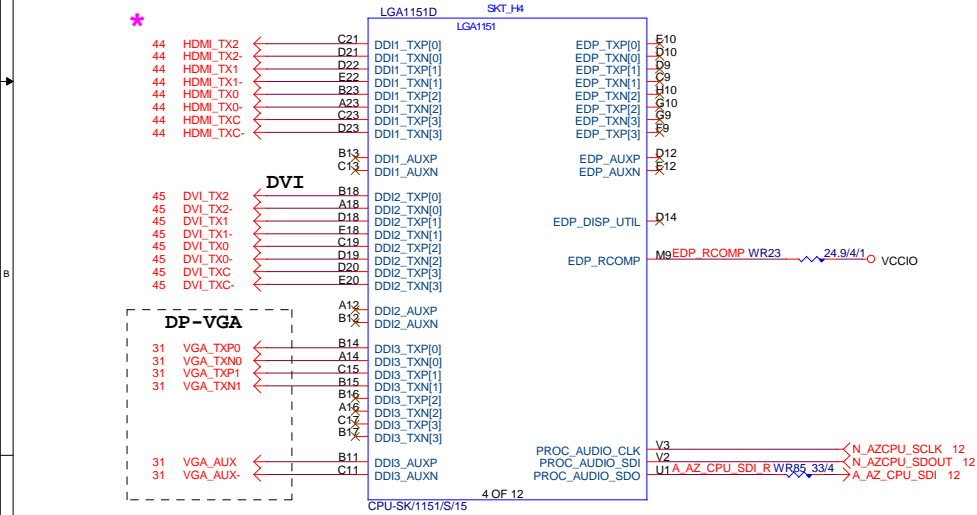 *
LGA1151D SKT_H4
LGA1151
44 HDMI_TX2 C21 DDI1_TXP[0] EDP_TXP[0] E10
44 HDMI_TX2- D21 DDI1_TXN[0] EDP_TXN[0] D10
44 HDMI_TX1 D22 DDI1_TXP[1] EDP_TXP[1] D9
44 HDMI_TX1- E22 DDI1_TXN[1] EDP_TXN[1] C9
44 HDMI_TX0 B23 DDI1_TXP[2] EDP_TXN[2] H10
44 HDMI_TX0- A23 DDI1_TXN[2] EDP_TXP[2] G10
44 HDMI_TXC C23 DDI1_TXP[3] EDP_TXN[3] G9
44 HDMI_TXC- D23 DDI1_TXN[3] EDP_TXP[3] F9
B13 DDI1_AUXP EDP_AUXP D12
C13 DDI1_AUXN EDP_AUXN E12
DVI
45 DVI_TX2 B18 DDI2_TXP[0]
45 DVI_TX2- A18 DDI2_TXN[0]
45 DVI_TX1 D18 DDI2_TXP[1] EDP_DISP_UTIL D14
45 DVI_TX1- E18 DDI2_TXN[1]
45 DVI_TX0 C19 DDI2_TXP[2]
45 DVI_TX0- D19 DDI2_TXN[2] EDP_RCOMP M9 EDP_RCOMP WR23 24.9/4/1 VCCIO
45 DVI_TXC D20 DDI2_TXP[3]
45 DVI_TXC- E20 DDI2_TXN[3]
B
A12 DDI2_AUXP
B12 DDI2_AUXN
DP-VGA
31 VGA_TXP0 B14 DDI3_TXP[0]
31 VGA_TXN0 A14 DDI3_TXN[0]
31 VGA_TXP1 C15 DDI3_TXP[1]
31 VGA_TXN1 B15 DDI3_TXN[1]
B16 DDI3_TXP[2]
A16 DDI3_TXN[2]
C17 DDI3_TXP[3]
B17 DDI3_TXN[3]
PROC_AUDIO_CLK V3 N_AZCPU_SCLK 12
31 VGA_AUX B11 DDI3_AUXP PROC_AUDIO_SDI V2 N_AZCPU_SDOUT 12
31 VGA_AUX- C11 DDI3_AUXN PROC_AUDIO_SDO U1 A_AZ_CPU_SDI_R WR85 33/4 A_AZ_CPU_SDI 12
4 OF 12
CPU-SK/1151/S/15